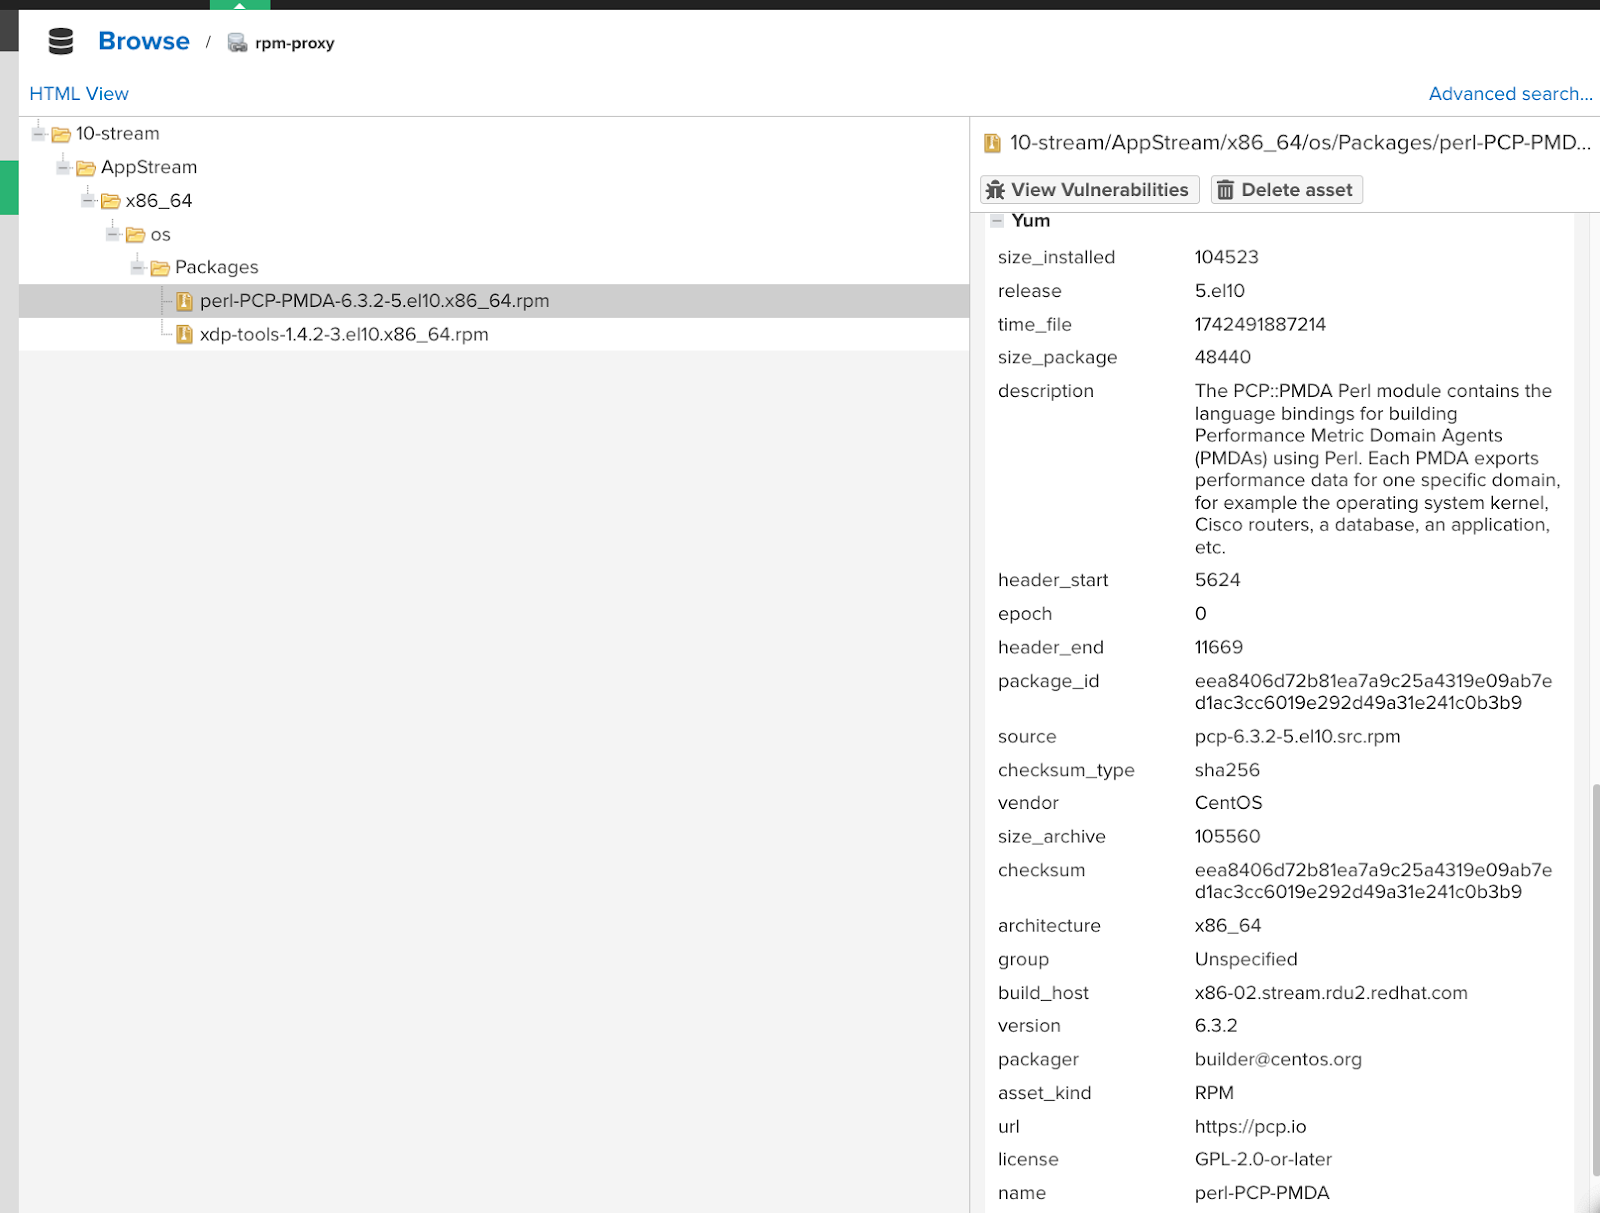 Browse / rpm-proxy
HTML View
Advanced search...
10-stream
AppStream
x86_64
os
Packages
perl-PCP-PMDA-6.3.2-5.el10.x86_64.rpm
xdp-tools-1.4.2-3.el10.x86_64.rpm
10-stream/AppStream/x86_64/os/Packages/perl-PCP-PMD...
View Vulnerabilities Delete asset
Yum
size_installed 104523
release 5.el10
time_file 1742491887214
size_package 48440
description The PCP::PMDA Perl module contains the
language bindings for building
Performance Metric Domain Agents
(PMDAs) using Perl. Each PMDA exports
performance data for one specific domain,
for example the operating system kernel,
Cisco routers, a database, an application,
etc.
header_start 5624
epoch 0
header_end 11669
package_id eea8406d72b81ea7a9c25a4319e09ab7e
d1ac3cc6019e292d49a31e241c0b3b9
source pcp-6.3.2-5.el10.src.rpm
checksum_type sha256
vendor CentOS
size_archive 105560
checksum eea8406d72b81ea7a9c25a4319e09ab7e
d1ac3cc6019e292d49a31e241c0b3b9
architecture x86_64
group Unspecified
build_host x86-02.stream.rdu2.redhat.com
version 6.3.2
packager builder@centos.org
asset_kind RPM
url https://pcp.io
license GPL-2.0-or-later
name perl-PCP-PMDA